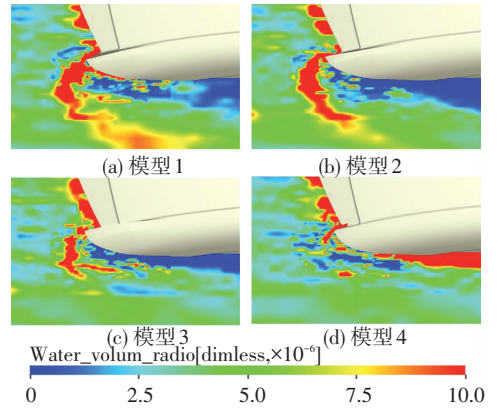 (a) 模型1
(b) 模型2
(c) 模型3
(d) 模型4
Water_volum_radio[dimless,×10⁻⁶]
0 2.5 5.0 7.5 10.0